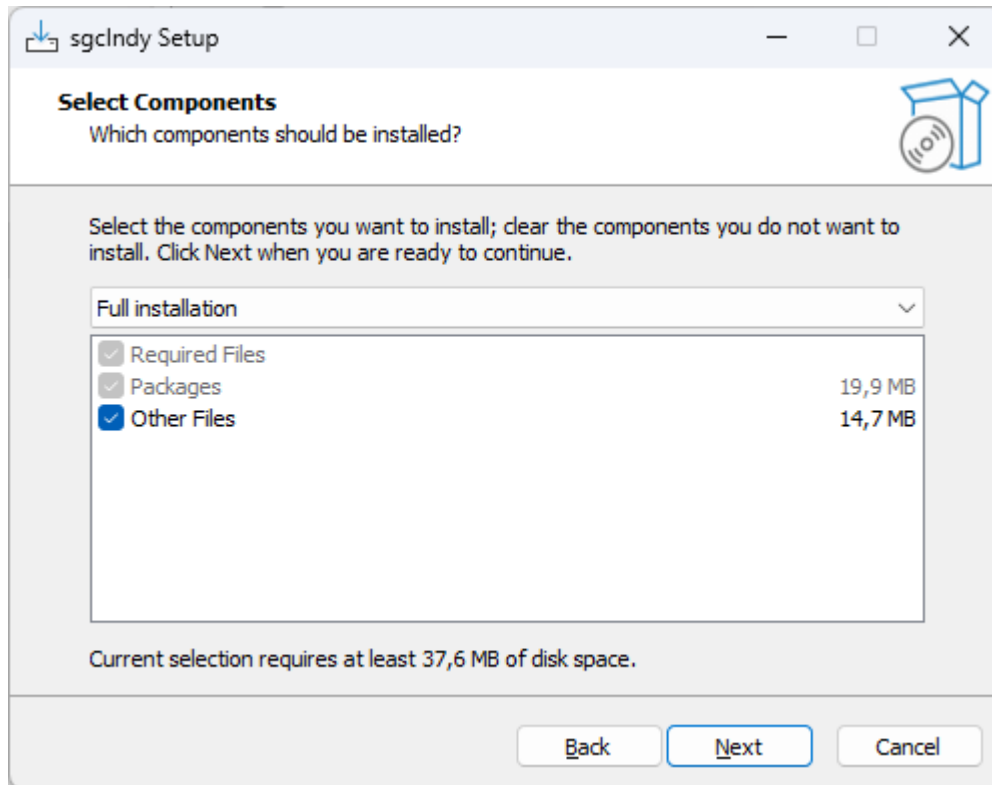 sgcIndy Setup
Select Components
Which components should be installed?
Select the components you want to install; clear the components you do not want to
install. Click Next when you are ready to continue.
Full installation
Required Files
Packages 19,9 MB
Other Files 14,7 MB
Current selection requires at least 37,6 MB of disk space.
Back Next Cancel